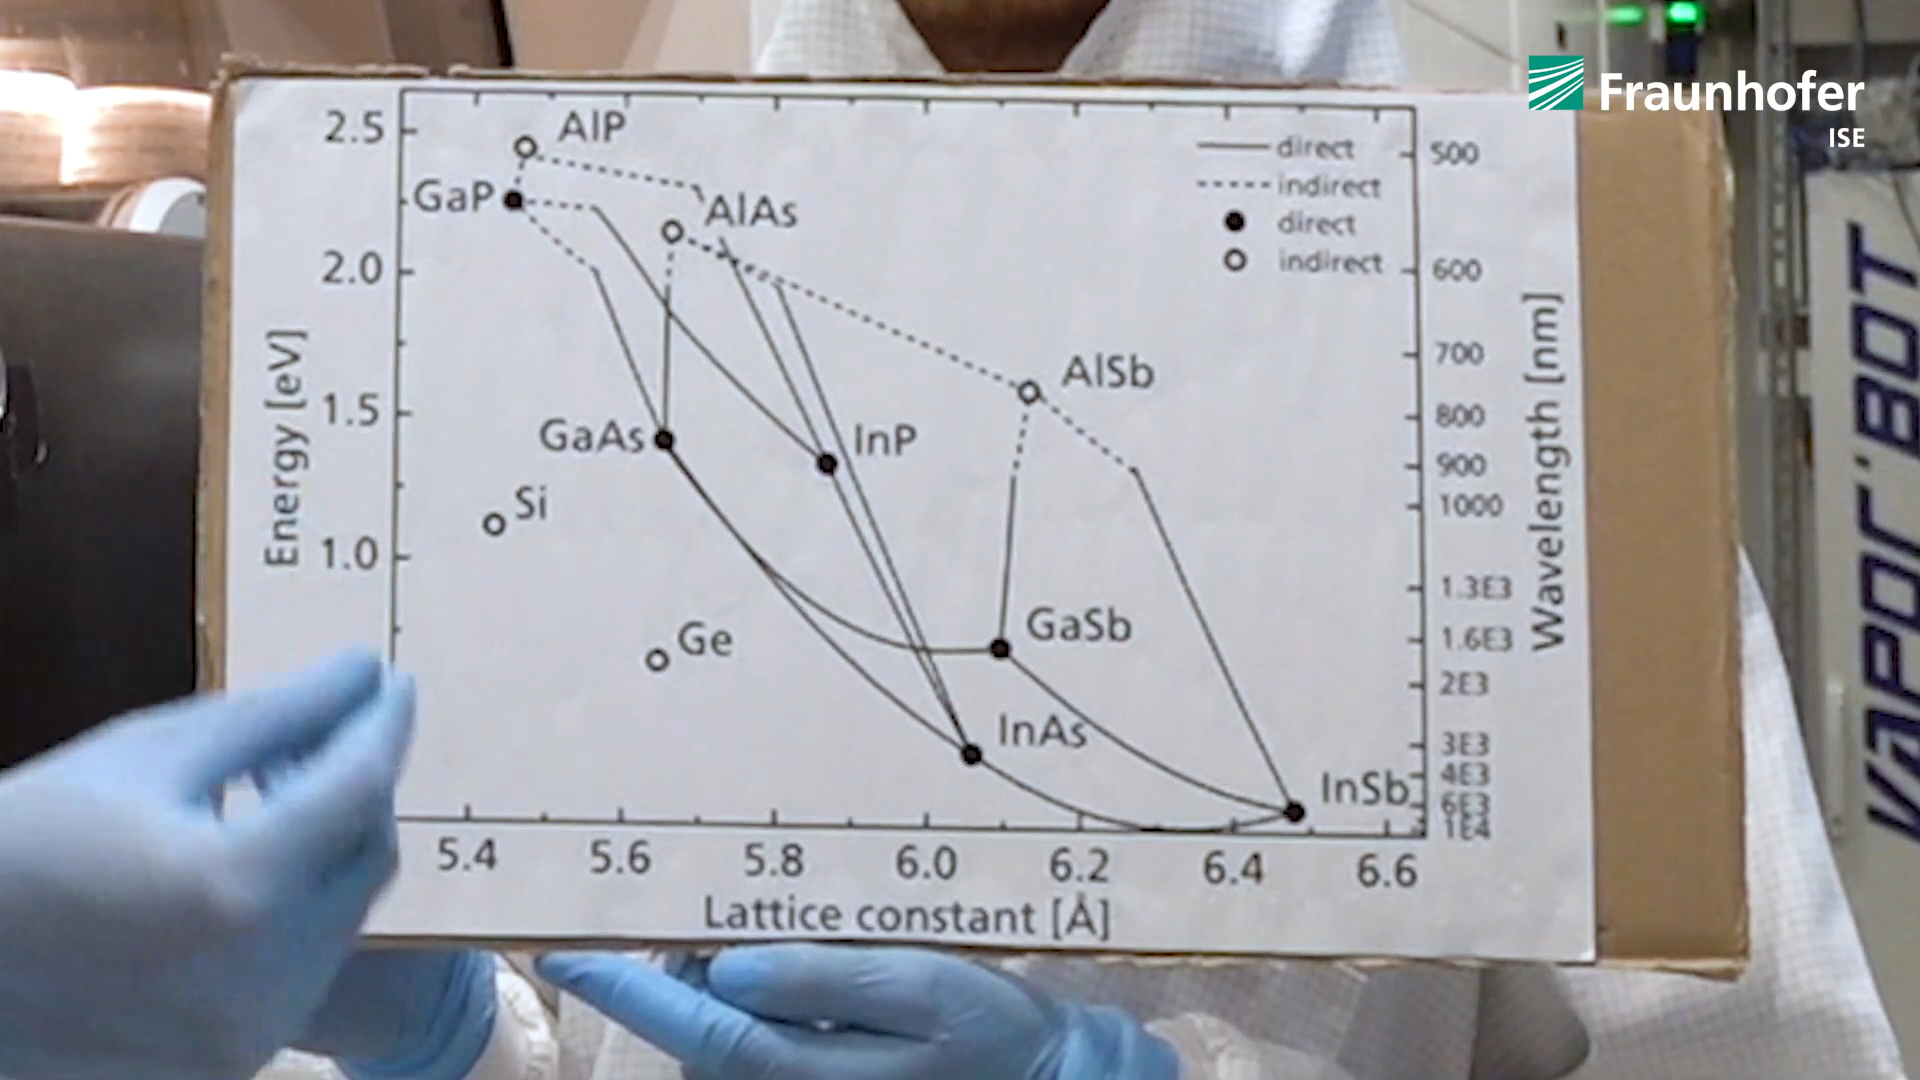 Fraunhofer
ISE
2.5
2.0
1.5
1.0
Energy [eV]
AlP
GaP
AlAs
AlSb
GaAs
InP
Si
Ge
GaSb
InAs
InSb
direct
indirect
direct
indirect
500
600
700
800
900
1000
1.3E3
1.6E3
2E3
3E3
4E3
6E3
1E4
Wavelength [nm]
5.4 5.6 5.8 6.0 6.2 6.4 6.6
Lattice constant [Å]
VAPOR BOT